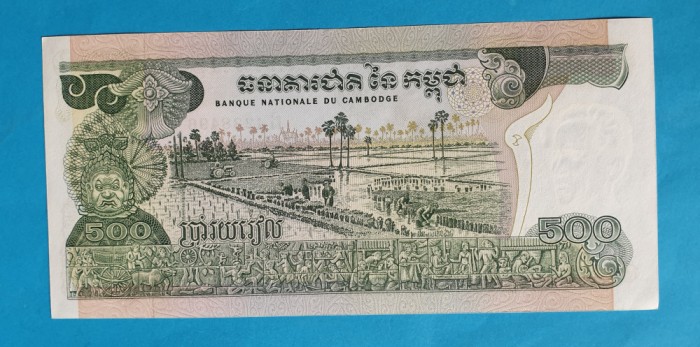 ធនាគារជាតិ នៃ កម្ពុជា
BANQUE NATIONALE DU CAMBODGE
500 ប្រាំរយរៀល 500